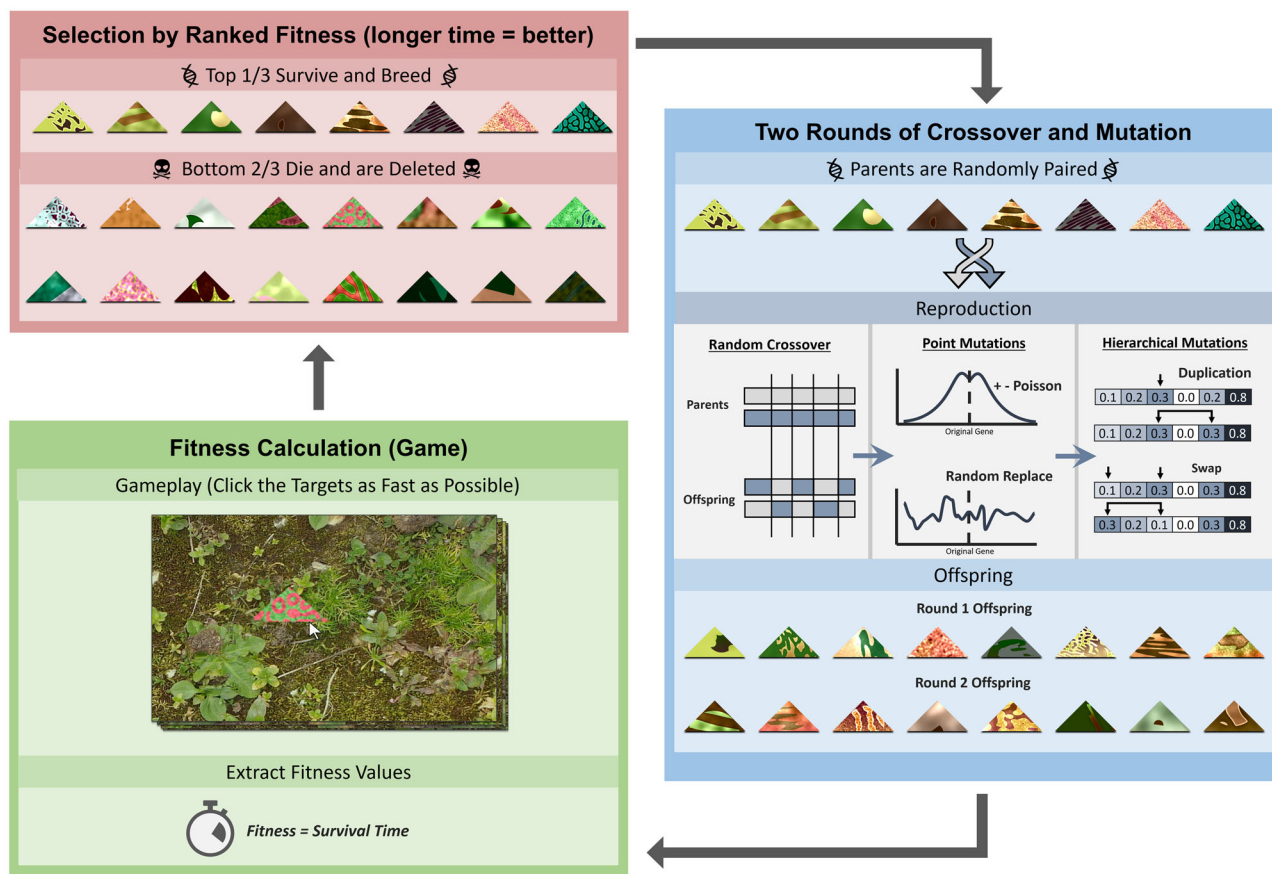 Selection by Ranked Fitness (longer time = better)
Top 1/3 Survive and Breed
Bottom 2/3 Die and are Deleted
Two Rounds of Crossover and Mutation
Parents are Randomly Paired
Reproduction
Random Crossover
Parents
Offspring
Point Mutations
+ - Poisson
Original Gene
Random Replace
Original Gene
Hierarchical Mutations
Duplication
0.1 0.2 0.3 0.0 0.2 0.8
0.1 0.2 0.3 0.0 0.3 0.8
Swap
0.1 0.2 0.3 0.0 0.3 0.8
0.3 0.2 0.1 0.0 0.3 0.8
Offspring
Round 1 Offspring
Round 2 Offspring
Fitness Calculation (Game)
Gameplay (Click the Targets as Fast as Possible)
Extract Fitness Values
Fitness = Survival Time